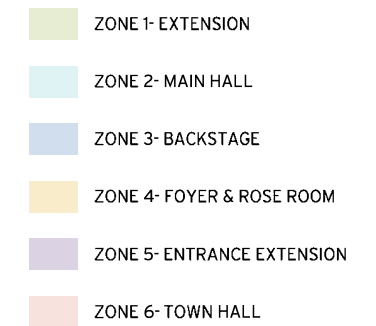 ZONE 1- EXTENSION
ZONE 2- MAIN HALL
ZONE 3- BACKSTAGE
ZONE 4- FOYER & ROSE ROOM
ZONE 5- ENTRANCE EXTENSION
ZONE 6- TOWN HALL